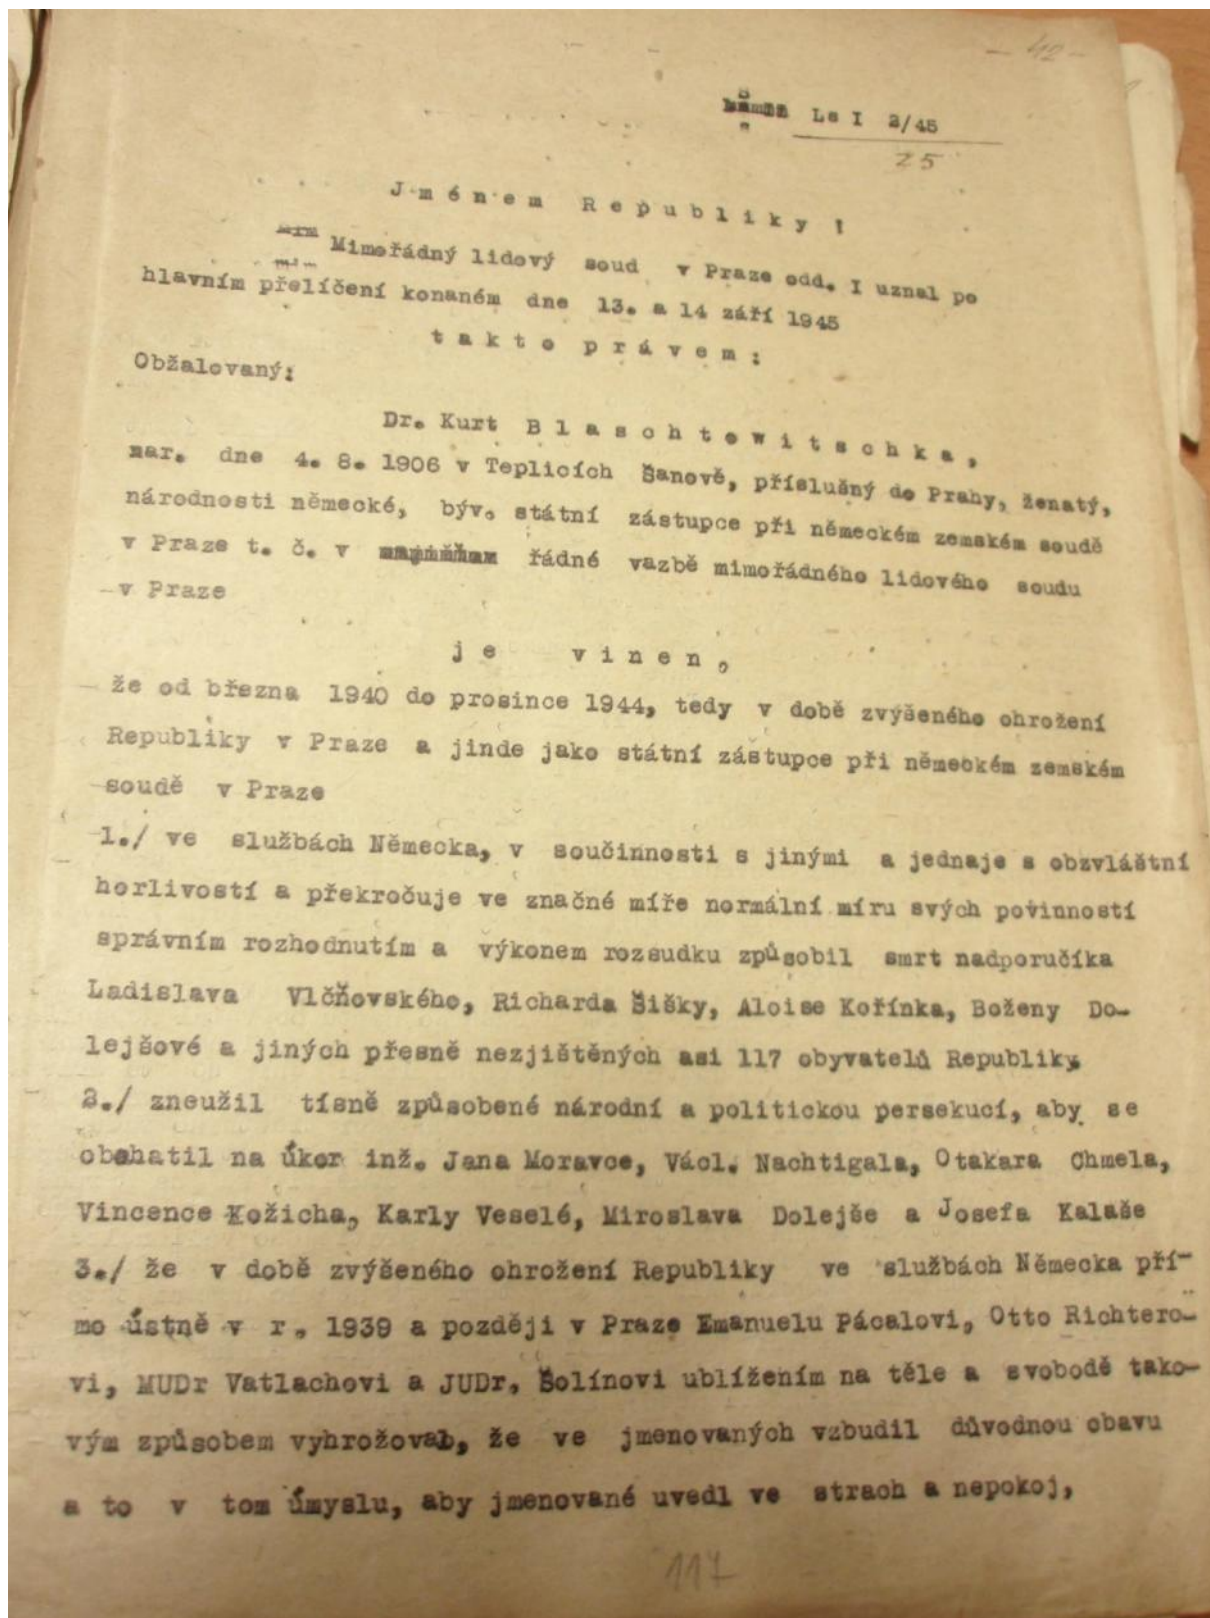 - 42 -
Ls I 2/45
25
Jménem Republiky !
Mimořádný lidový soud v Praze odd. I uznal po
hlavním přelíčení konaném dne 13. a 14 září 1945
takto právem:
Obžalovaný:
Dr. Kurt Blaschtowitschka,
nar. dne 4. 8. 1906 v Teplicích Šanově, příslušný do Prahy, ženatý,
národnosti německé, býv. státní zástupce při německém zemském soudě
v Praze t. č. v řádné vazbě mimořádného lidového soudu
v Praze
je vinen,
že od března 1940 do prosince 1944, tedy v době zvýšeného ohrožení
Republiky v Praze a jinde jako státní zástupce při německém zemském
soudě v Praze
1./ ve službách Německa, v součinnosti s jinými a jednaje s obzvláštní
horlivostí a překročuje ve značné míře normální míru svých povinností
správním rozhodnutím a výkonem rozsudku způsobil smrt nadporučíka
Ladislava Vlčňovského, Richarda Šišky, Aloise Kořínka, Boženy Do-
lejšové a jiných přesně nezjištěných asi 117 obyvatelů Republiky
2./ zneužil tísně způsobené národní a politickou persekucí, aby se
obohatil na úkor inž. Jana Moravce, Václ. Nachtigala, Otakara Chmela,
Vincence Kožicha, Karly Veselé, Miroslava Dolejše a Josefa Kalaše
3./ že v době zvýšeného ohrožení Republiky ve službách Německa pří-
mo ústně v r. 1939 a později v Praze Emanuelu Pácalovi, Otto Richtero-
vi, MUDr Vatlachovi a JUDr. Šolínovi ublížením na těle a svobodě tako-
vým způsobem vyhrožoval, že ve jmenovaných vzbudil důvodnou obavu
a to v tom úmyslu, aby jmenované uvedl ve strach a nepokoj,
117